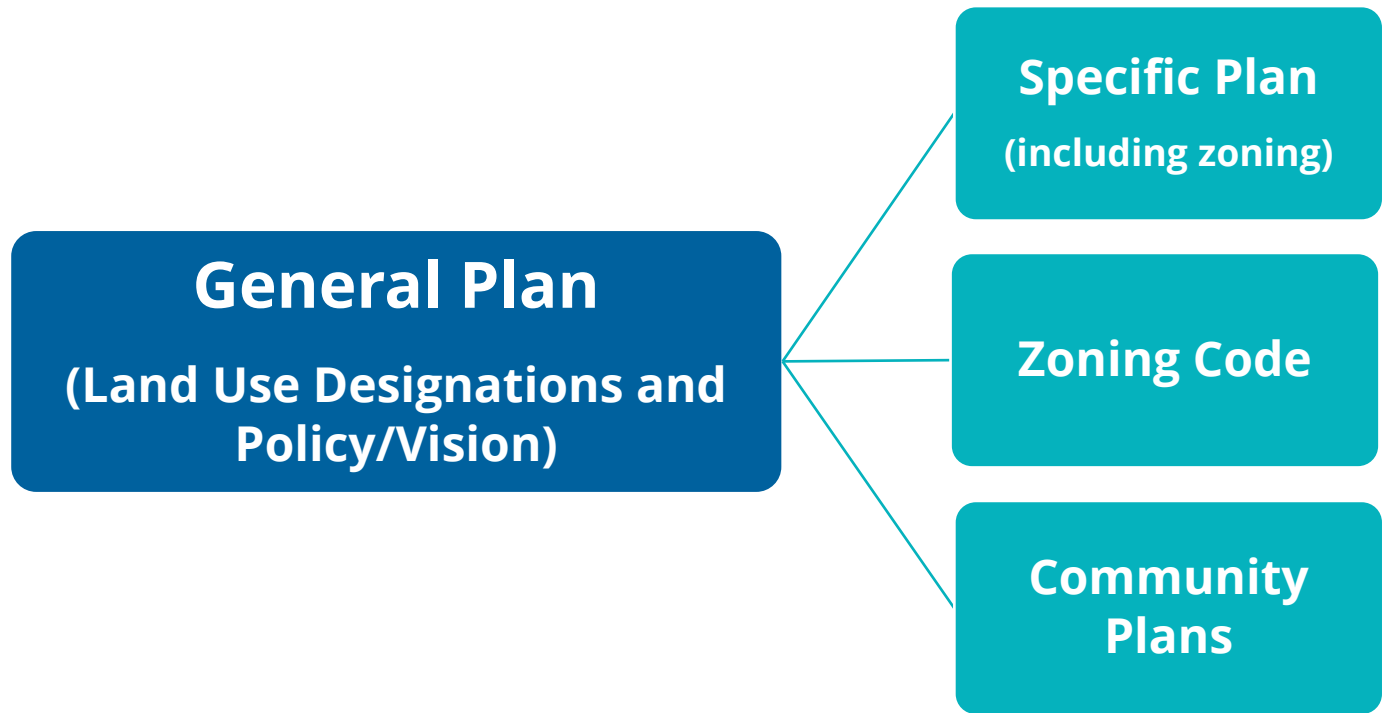 General Plan
(Land Use Designations and
Policy/Vision)
Specific Plan
(including zoning)
Zoning Code
Community
Plans